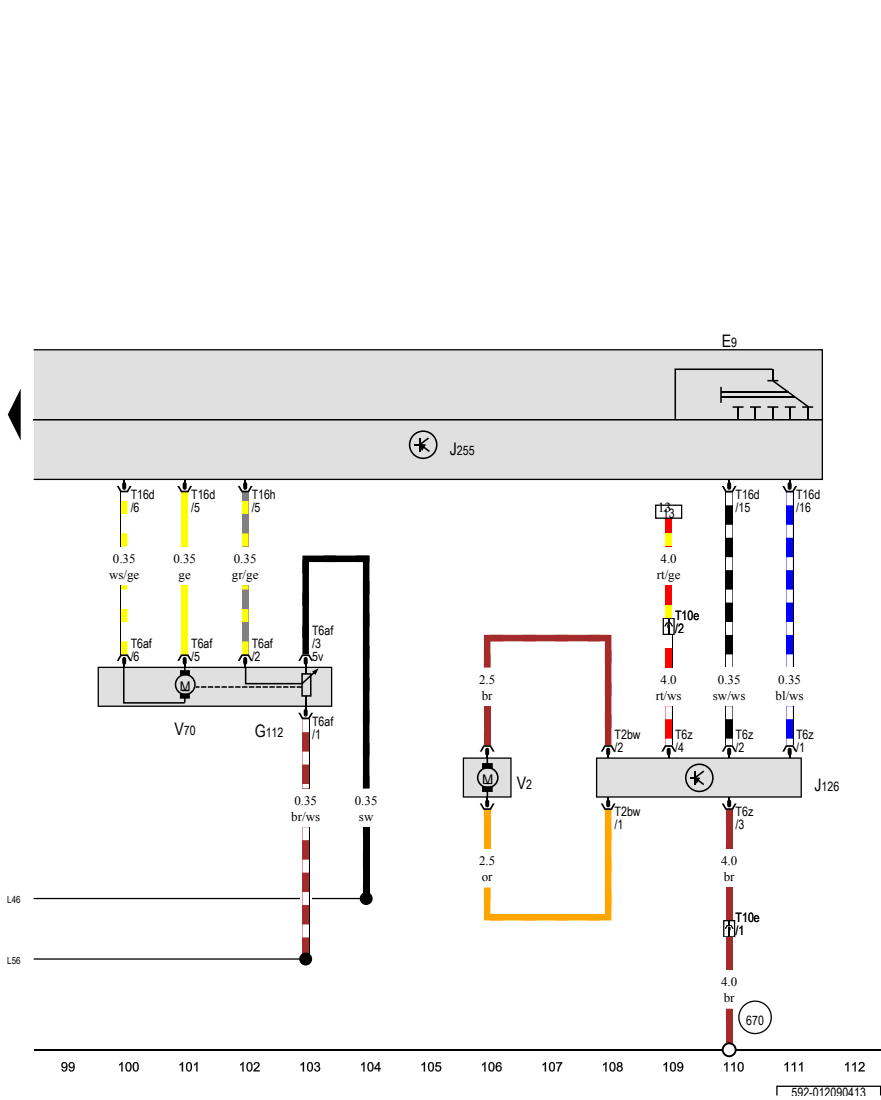 E9
J255
T16d
/6
T16d
/5
T16h
/5
T16d
/15
T16d
/16
13
13
0.35
ws/ge
0.35
ge
0.35
gr/ge
4.0
rt/ge
T10e
/2
T6af
/6
T6af
/5
T6af
/2
T6af
/3
5v
M
V70
G112
T6af
/1
2.5
br
4.0
rt/ws
0.35
sw/ws
0.35
bl/ws
T2bw
/2
T6z
/4
T6z
/2
T6z
/1
M
V2
J126
T2bw
/1
T6z
/3
0.35
br/ws
0.35
sw
2.5
or
4.0
br
L46
T10e
/1
L56
4.0
br
670
99 100 101 102 103 104 105 106 107 108 109 110 111 112
592-012090413